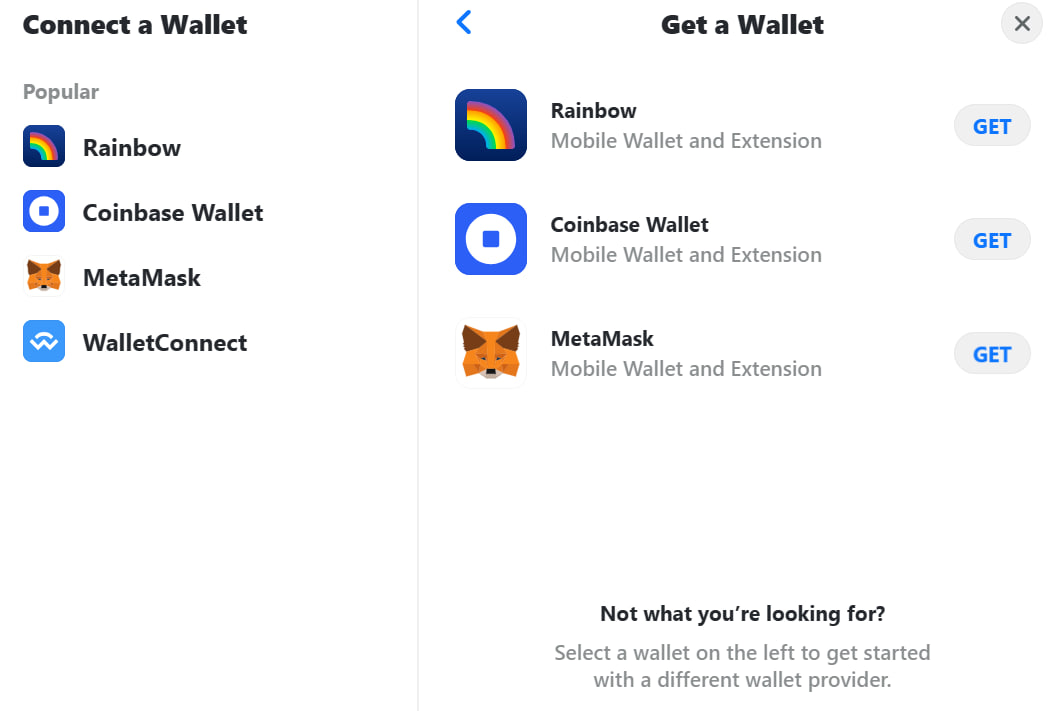 Connect a Wallet
Popular
Rainbow
Coinbase Wallet
MetaMask
WalletConnect
Get a Wallet
Rainbow
Mobile Wallet and Extension
GET
Coinbase Wallet
Mobile Wallet and Extension
GET
MetaMask
Mobile Wallet and Extension
GET
Not what you’re looking for?
Select a wallet on the left to get started
with a different wallet provider.